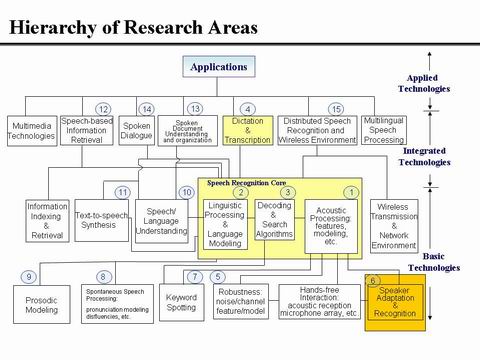 Hierarchy of Research Areas
Applications
Applied
Technologies
12
14
13
4
15
Multimedia
Technologies
Speech-based
Information
Retrieval
Spoken
Dialogue
Spoken
Document
Understanding
and organization
Dictation
&
Transcription
Distributed Speech
Recognition and
Wireless Environment
Multilingual
Speech
Processing
Integrated
Technologies
Speech Recognition Core
11
10
2
3
1
Information
Indexing &
Retrieval
Text-to-speech
Synthesis
Speech/
Language
Understanding
Linguistic
Processing &
Language
Modeling
Decoding &
Search
Algorithms
Acoustic
Processing:
features,
modeling,
etc.
Wireless
Transmission
& Network
Environment
Basic
Technologies
9
8
7
5
6
Prosodic
Modeling
Spontaneous Speech
Processing:
pronunciation modeling
disfluencies, etc.
Keyword
Spotting
Robustness:
noise/channel
feature/model
Hands-free
Interaction:
acoustic reception
microphone array, etc.
Speaker
Adaptation &
Recognition